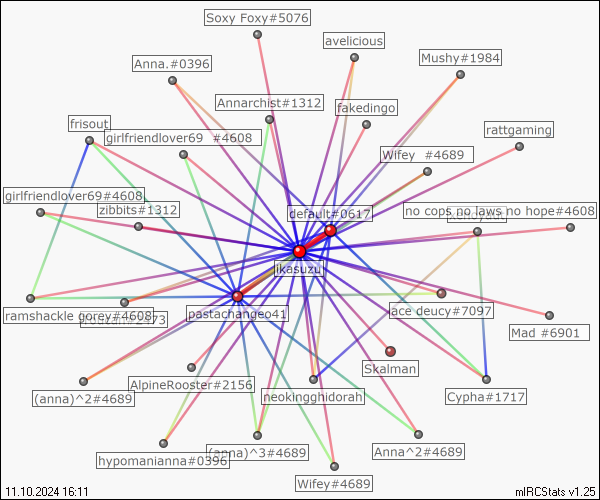 Soxy Foxy#5076
avelicious
Mushy#1984
Anna.#0396
Annarchist#1312
fakedingo
frisout
girlfriendlover69 #4608
rattgaming
Wifey #4689
girlfriendlover69#4608
zibbits#1312
default#0617
no cops no laws no hope#4608
ikasuzu
ramshackle gorey#4608
pastachangeo41
ace deucy#7097
Mad #6901
Skalman
AlpineRooster#2156
(anna)^2#4689
neokingghidorah
Cypha#1717
hypomanianna#0396
(anna)^3#4689
Anna^2#4689
Wifey#4689
11.10.2024 16:11
mIRCStats v1.25